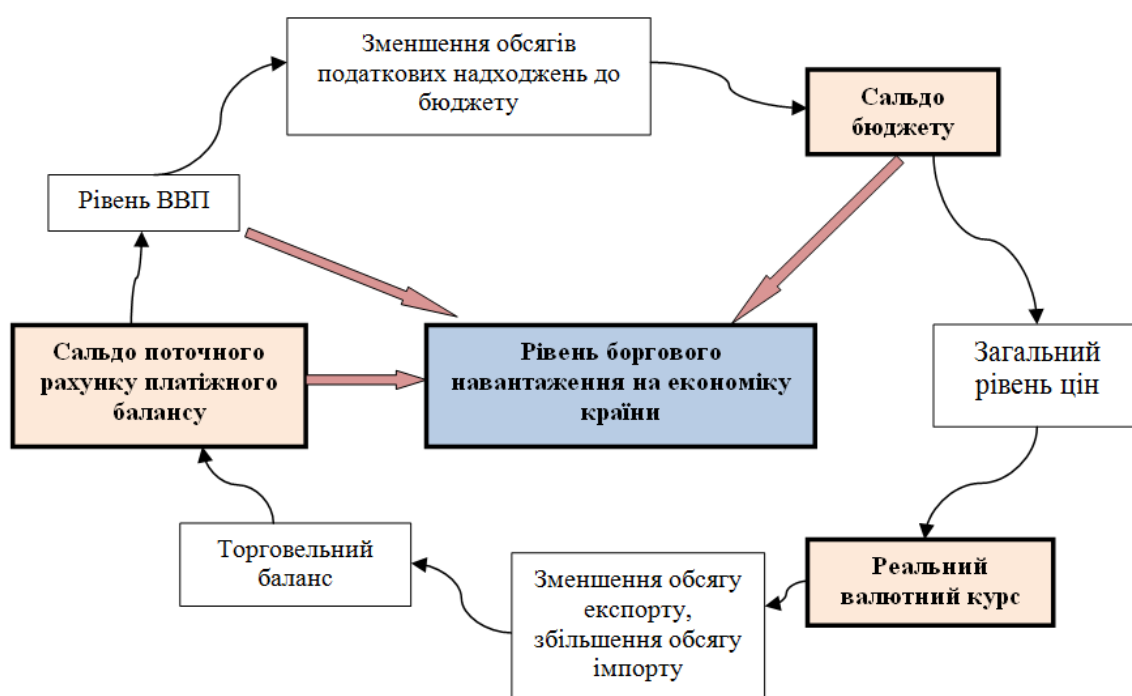 Зменшення обсягів
податкових надходжень до
бюджету
Сальдо
бюджету
Рівень ВВП
Сальдо поточного
рахунку платіжного
балансу
Рівень боргового
навантаження на економіку
країни
Загальний
рівень цін
Торговельний
баланс
Зменшення обсягу
експорту,
збільшення обсягу
імпорту
Реальний
валютний курс